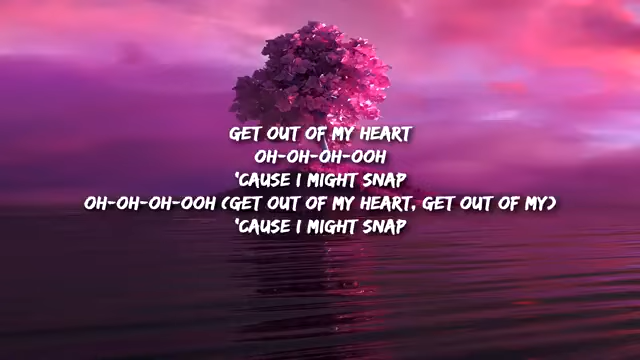 GET OUT OF MY HEART
OH-OH-OH-OOH
'CAUSE I MIGHT SNAP
OH-OH-OH-OOH (GET OUT OF MY HEART, GET OUT OF MY)
'CAUSE I MIGHT SNAP